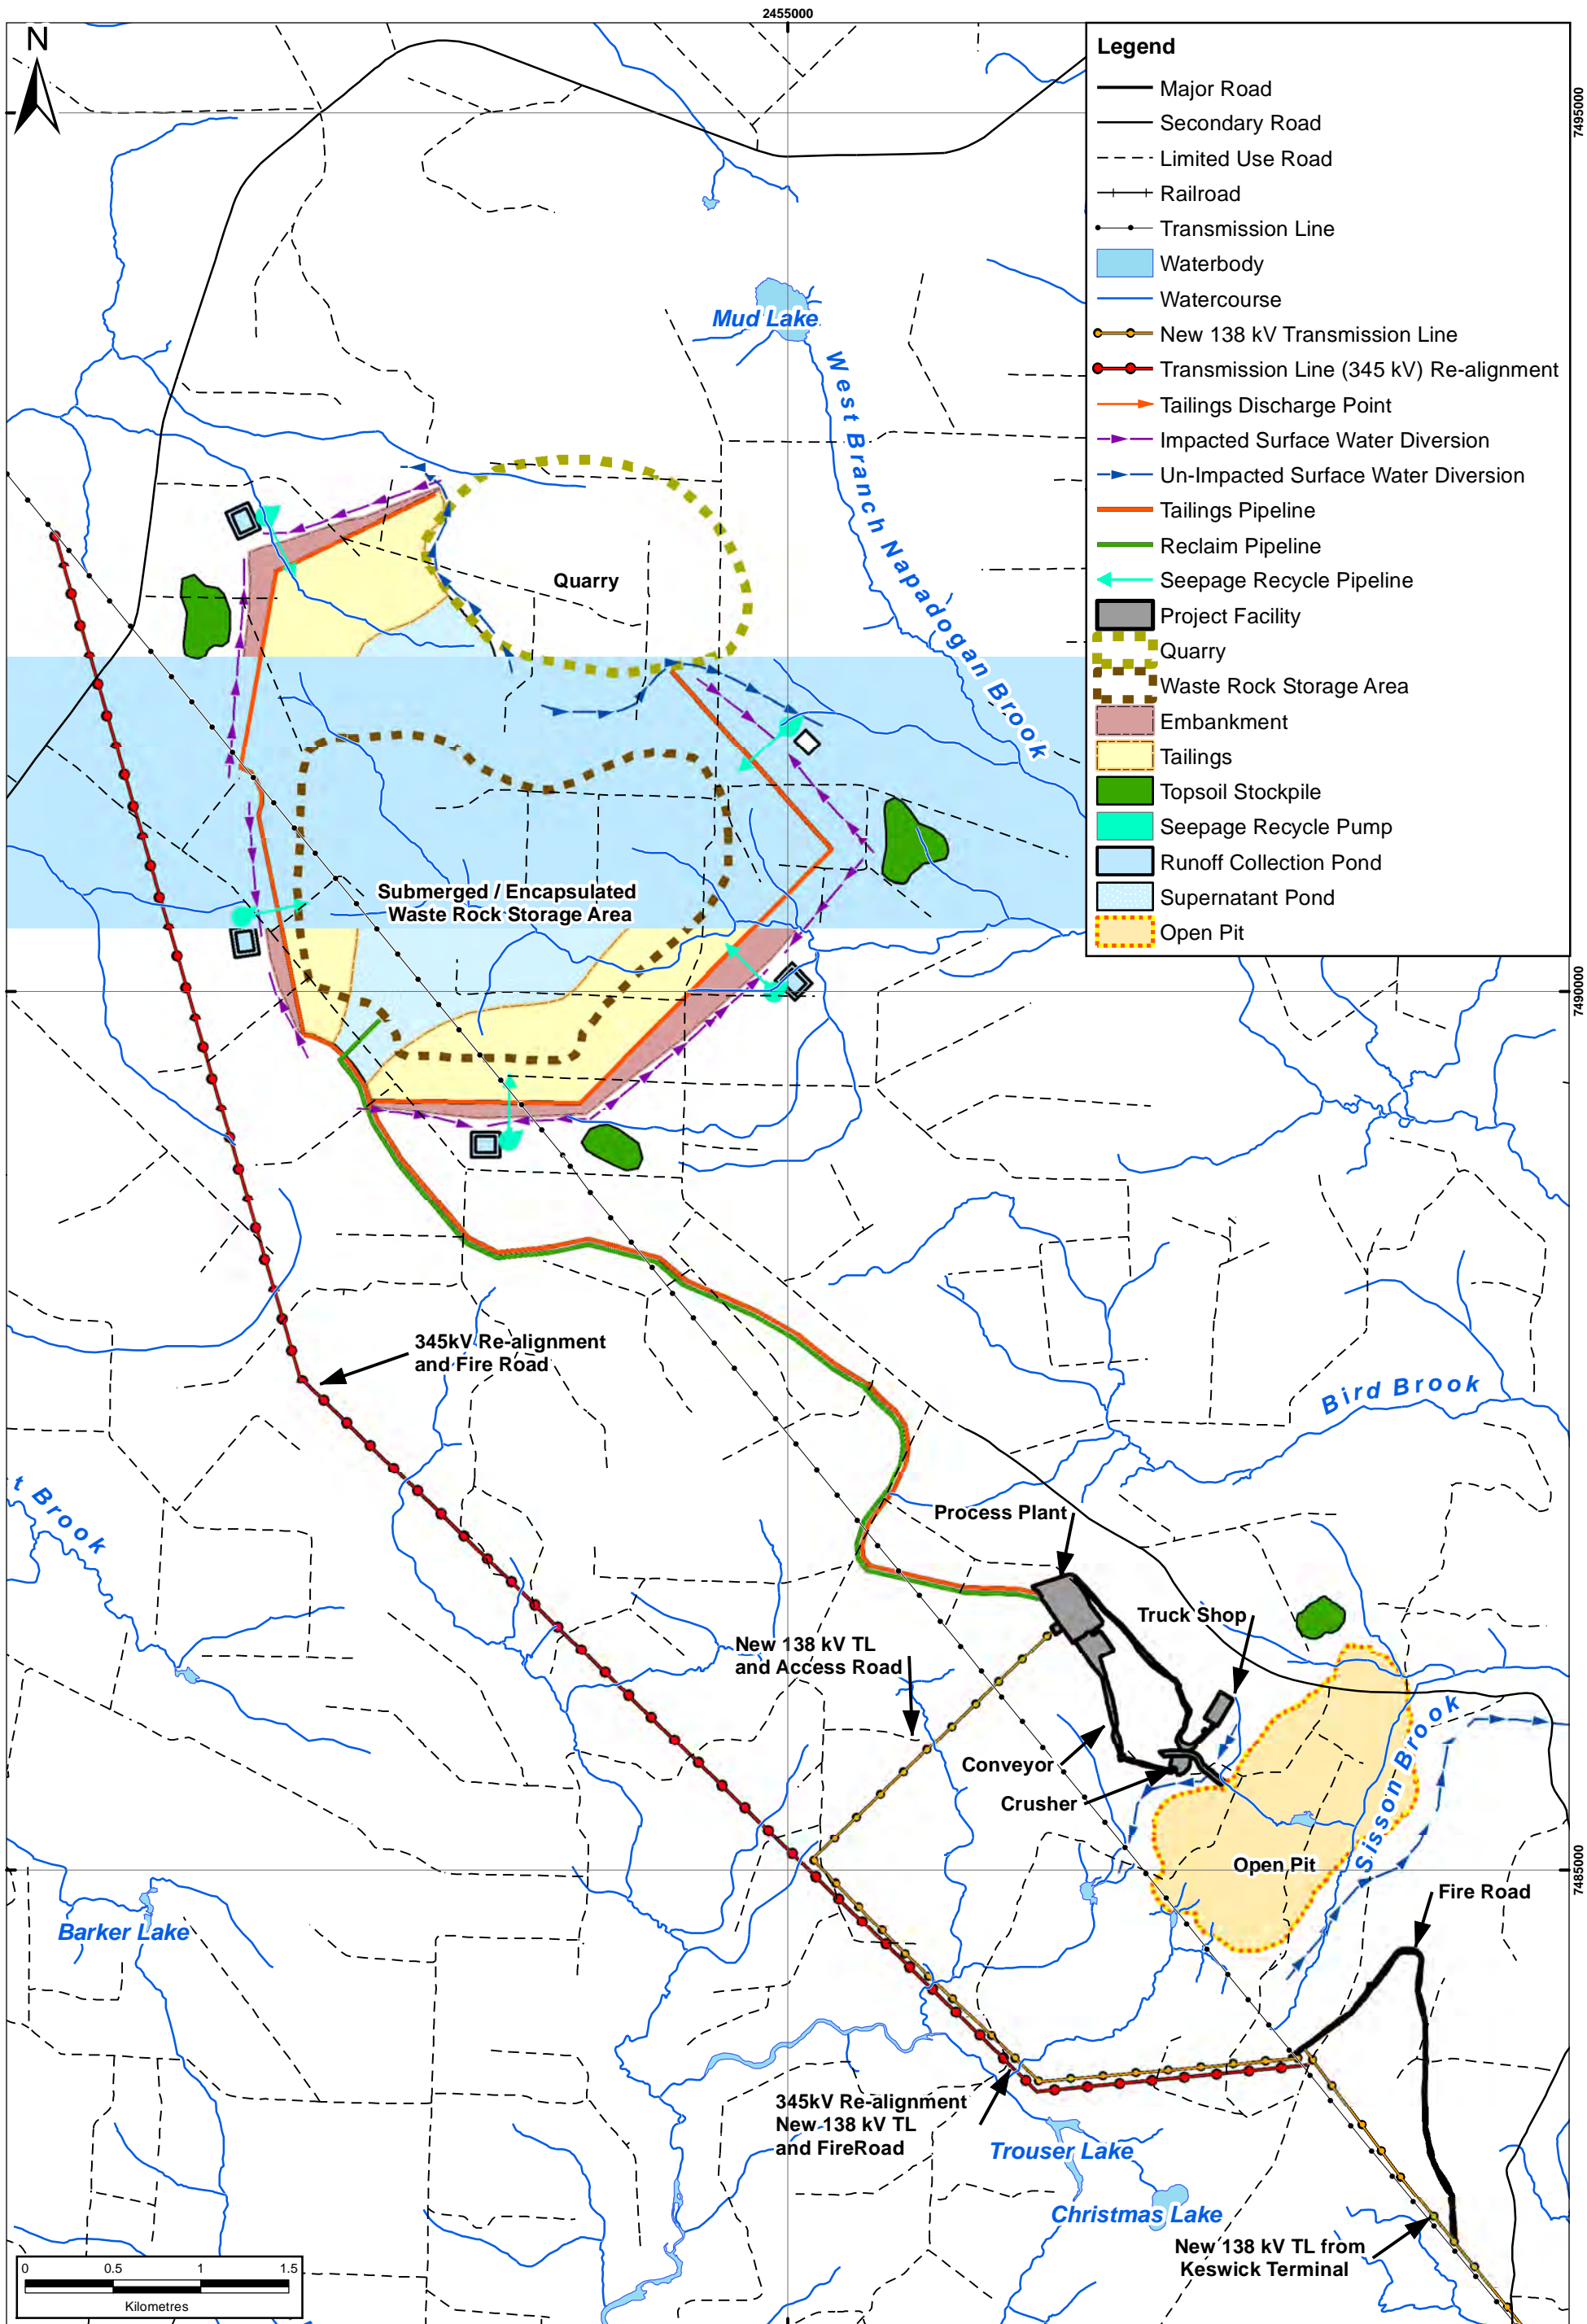 2455000
N
Legend
Major Road
Secondary Road
Limited Use Road
Railroad
Transmission Line
Waterbody
Watercourse
New 138 kV Transmission Line
Transmission Line (345 kV) Re-alignment
Tailings Discharge Point
Impacted Surface Water Diversion
Un-Impacted Surface Water Diversion
Tailings Pipeline
Reclaim Pipeline
Seepage Recycle Pipeline
Project Facility
Quarry
Waste Rock Storage Area
Embankment
Tailings
Topsoil Stockpile
Seepage Recycle Pump
Runoff Collection Pond
Supernatant Pond
Open Pit
7495000
Mud Lake
West Branch Napadogan Brook
Quarry
Submerged / Encapsulated
Waste Rock Storage Area
7490000
345kV Re-alignment
and Fire Road
Bird Brook
t Brook
Process Plant
Truck Shop
New 138 kV TL
and Access Road
Conveyor
Crusher
Sisson Brook
Open Pit
7485000
Fire Road
Barker Lake
345kV Re-alignment
New 138 kV TL
and FireRoad
Trouser Lake
Christmas Lake
New 138 kV TL from
Keswick Terminal
0 0.5 1 1.5
Kilometres